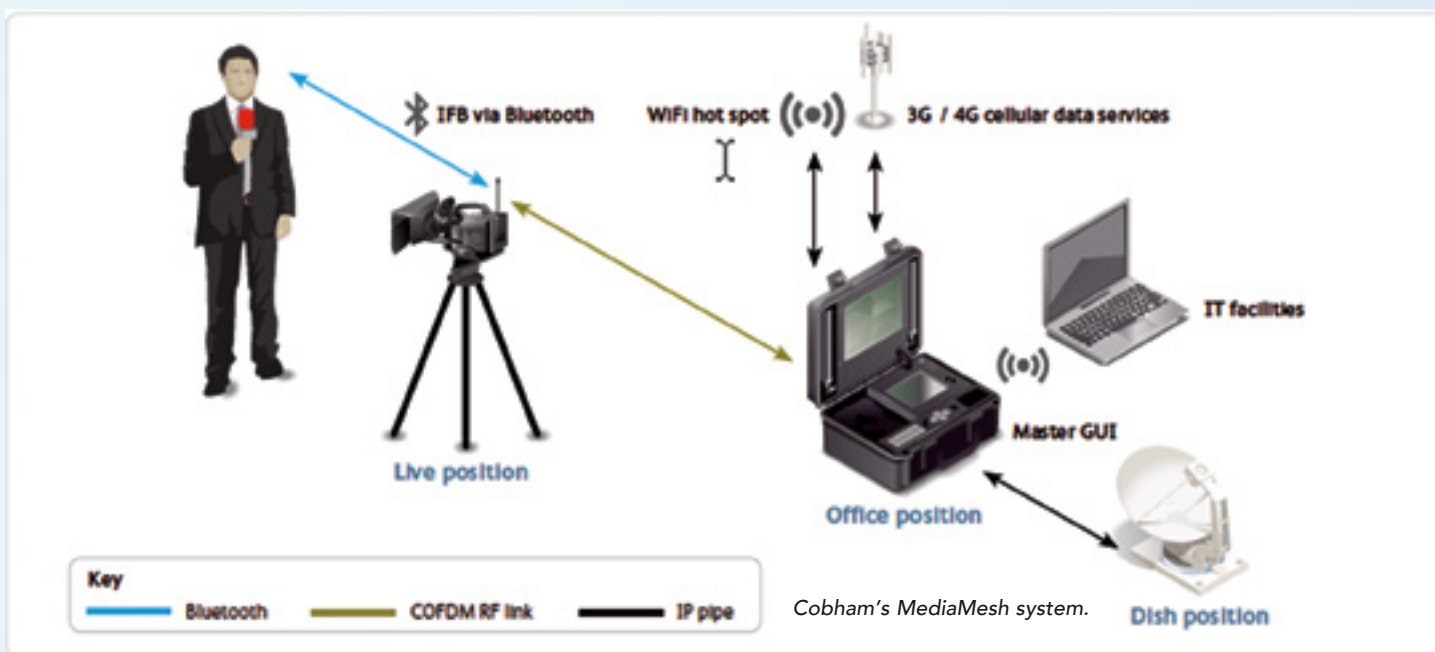 IFB via Bluetooth
WiFi hot spot
3G / 4G cellular data services
IT facilities
Master GUI
Live position
Office position
Dish position
Key
Bluetooth
COFDM RF link
IP pipe
Cobham's MediaMesh system.